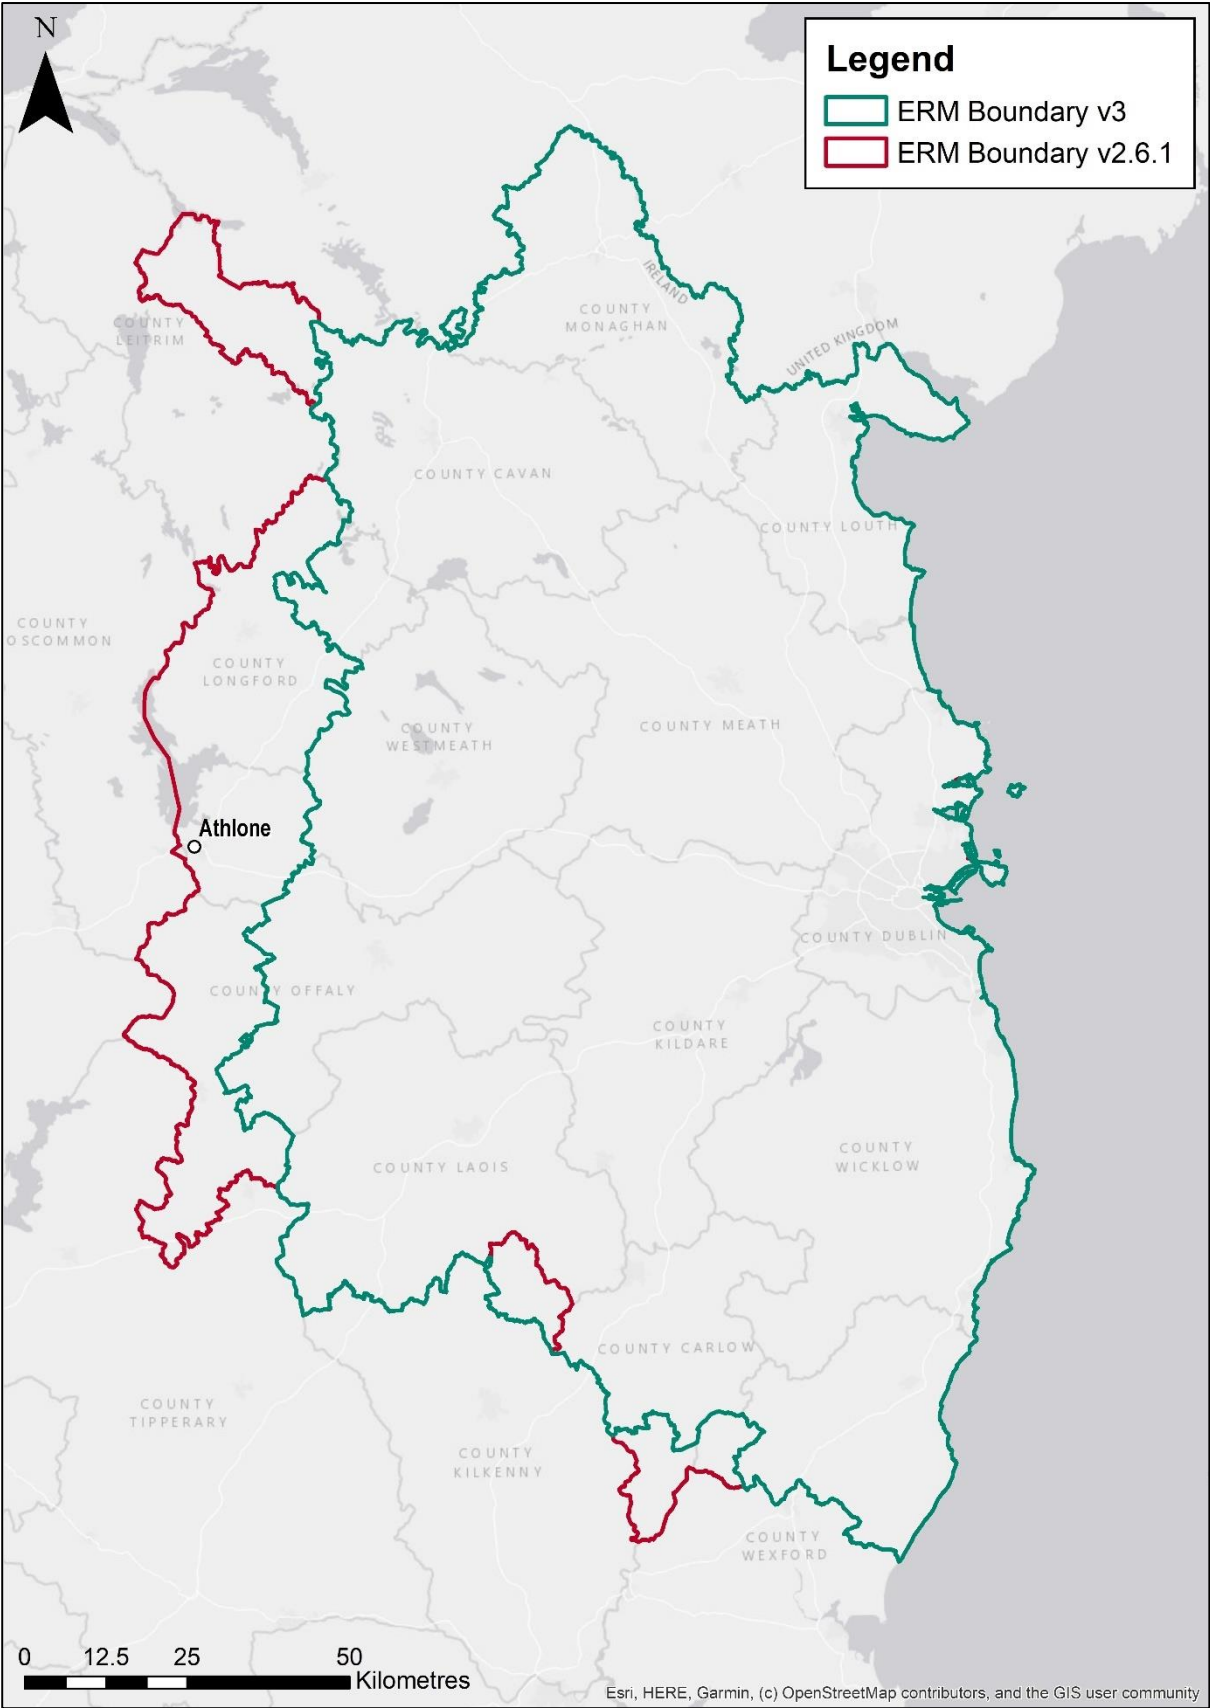 N
Legend
ERM Boundary v3
ERM Boundary v2.6.1
IRELAND
UNITED KINGDOM
COUNTY
MONAGHAN
COUNTY
LEITRIM
COUNTY CAVAN
COUNTY LOUTH
COUNTY
OSCOMMON
COUNTY
LONGFORD
COUNTY
WESTMEATH
COUNTY MEATH
Athlone
COUNTY DUBLIN
COUNTY OFFALY
COUNTY
KILDARE
COUNTY
WICKLOW
COUNTY LAOIS
COUNTY CARLOW
COUNTY
TIPPERARY
COUNTY
KILKENNY
COUNTY
WEXFORD
0 12.5 25 50
Kilometres
Esri, HERE, Garmin, (c) OpenStreetMap contributors, and the GIS user community